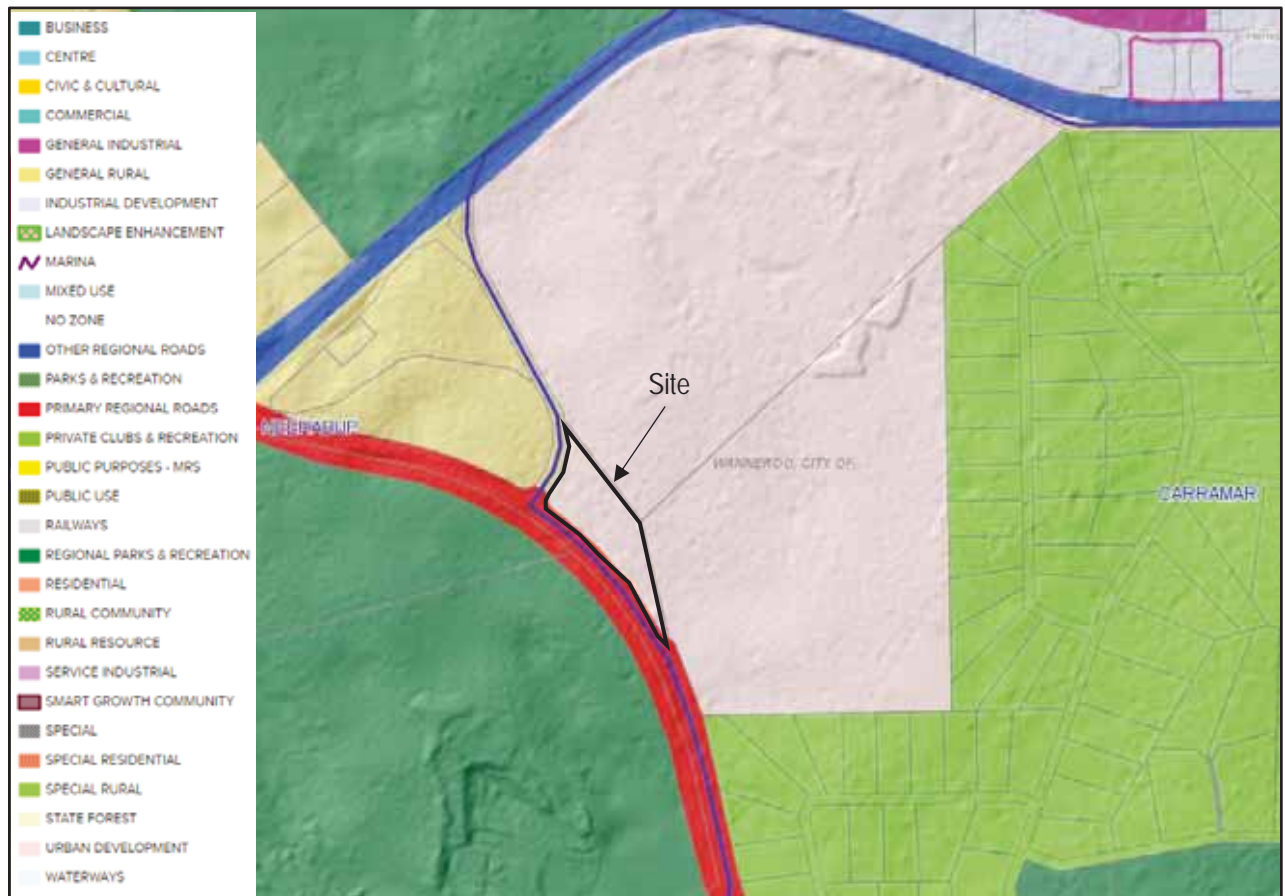 BUSINESS
CENTRE
CIVIC & CULTURAL
COMMERCIAL
GENERAL INDUSTRIAL
GENERAL RURAL
INDUSTRIAL DEVELOPMENT
LANDSCAPE ENHANCEMENT
MARINA
MIXED USE
NO ZONE
OTHER REGIONAL ROADS
PARKS & RECREATION
PRIMARY REGIONAL ROADS
PRIVATE CLUBS & RECREATION
PUBLIC PURPOSES - MRS
PUBLIC USE
RAILWAYS
REGIONAL PARKS & RECREATION
RESIDENTIAL
RURAL COMMUNITY
RURAL RESOURCE
SERVICE INDUSTRIAL
SMART GROWTH COMMUNITY
SPECIAL
SPECIAL RESIDENTIAL
SPECIAL RURAL
STATE FOREST
URBAN DEVELOPMENT
WATERWAYS
Site
WANNEROO, CITY OF
CARRAMAR